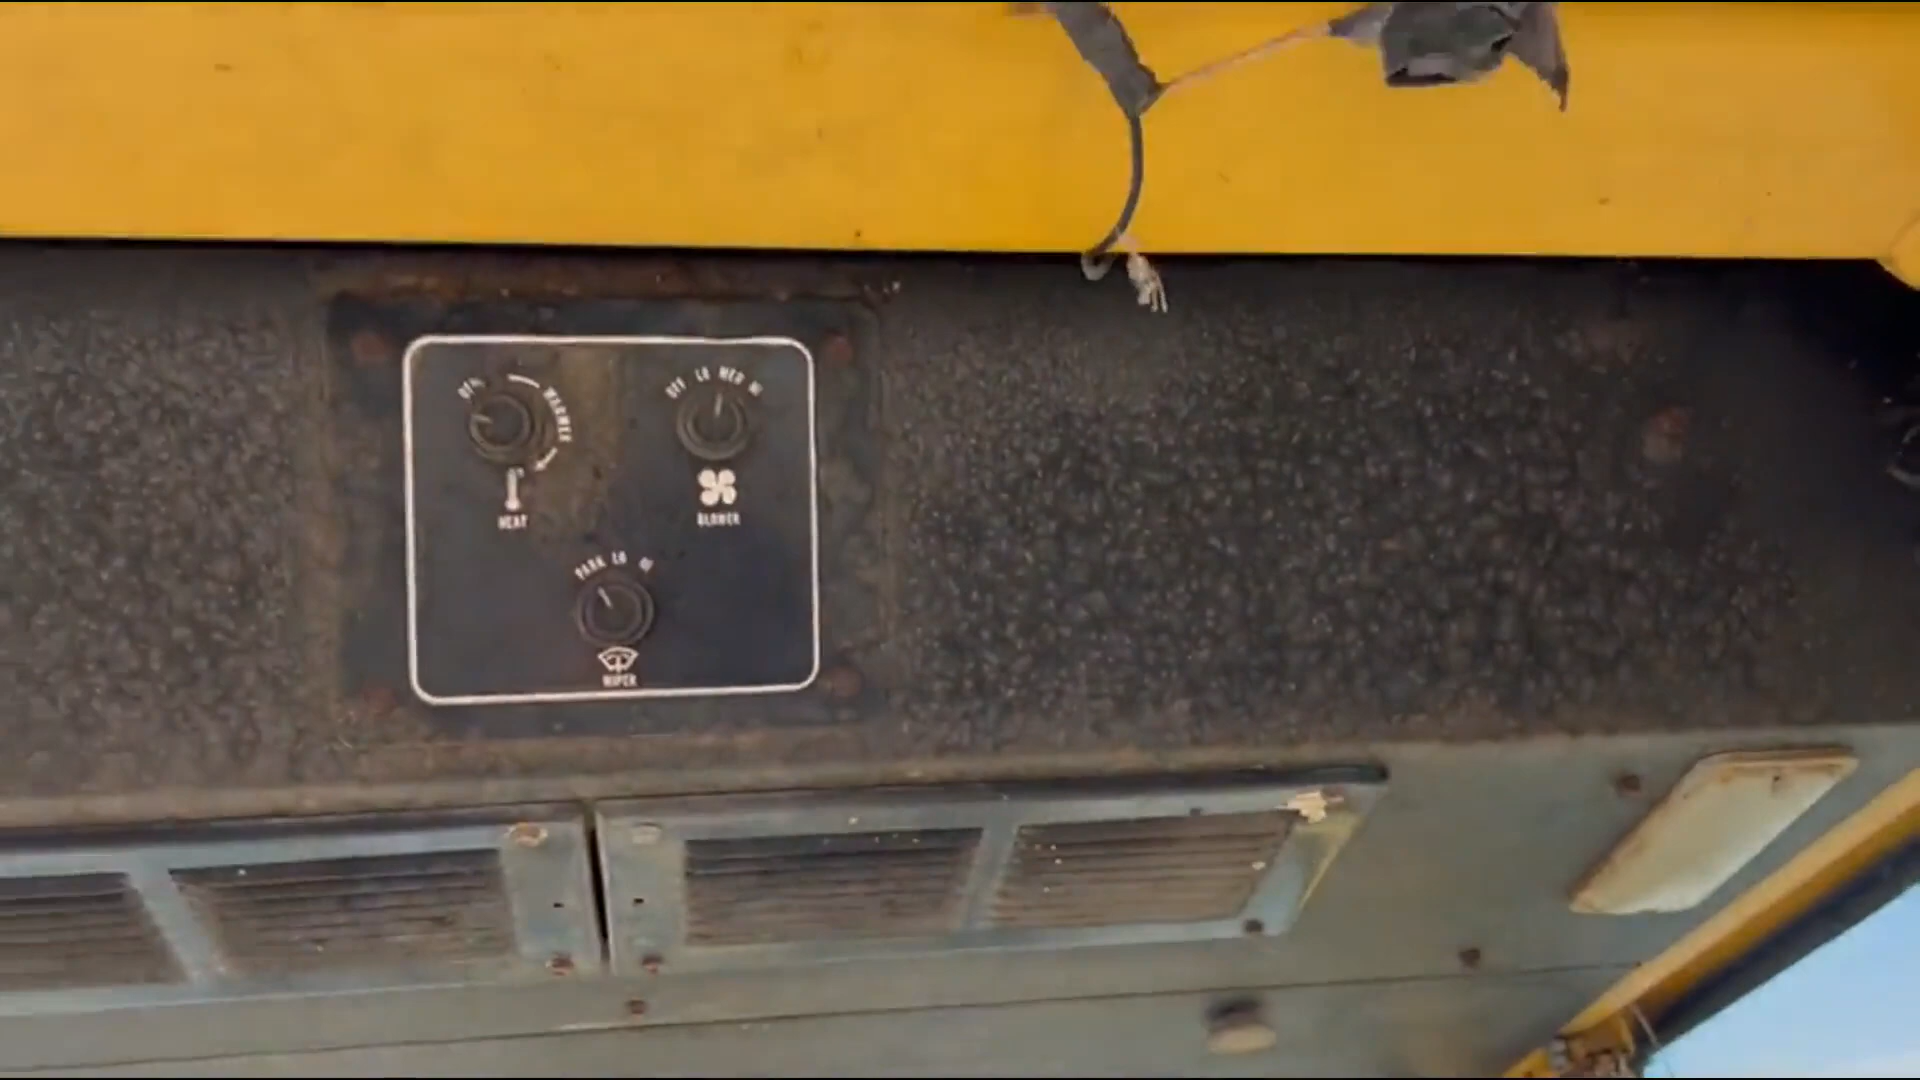 OFF WARMER
HEAT
OFF LO MED HI
BLOWER
PARK LO HI
WIPER